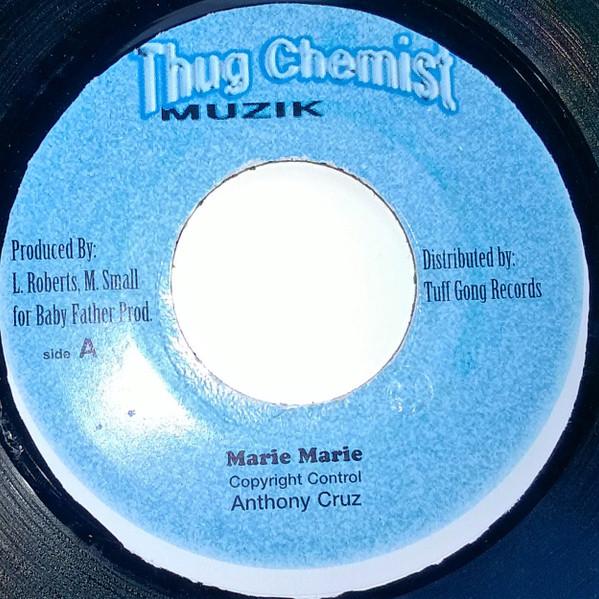 Thug Chemist
MUZIK
Produced By:
L. Roberts, M. Small
for Baby Father Prod.
side A
Distributed by:
Tuff Gong Records
Marie Marie
Copyright Control
Anthony Cruz